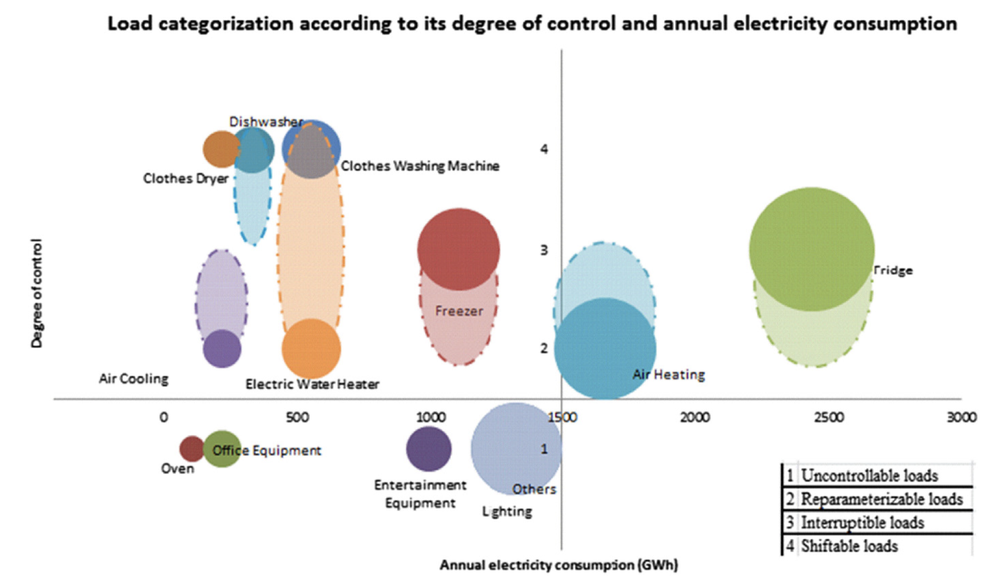 Load categorization according to its degree of control and annual electricity consumption
Dishwasher
4
Clothes Washing Machine
Clothes Dryer
3
Fridge
Degree of control
Freezer
2
Air Heating
Air Cooling
Electric Water Heater
0 500 1000 1500 2000 2500 3000
Office Equipment
1
Oven
Entertainment
Equipment
Others
Lighting
1 Uncontrollable loads
2 Reparameterizable loads
3 Interruptible loads
4 Shiftable loads
Annual electricity consumption (GWh)